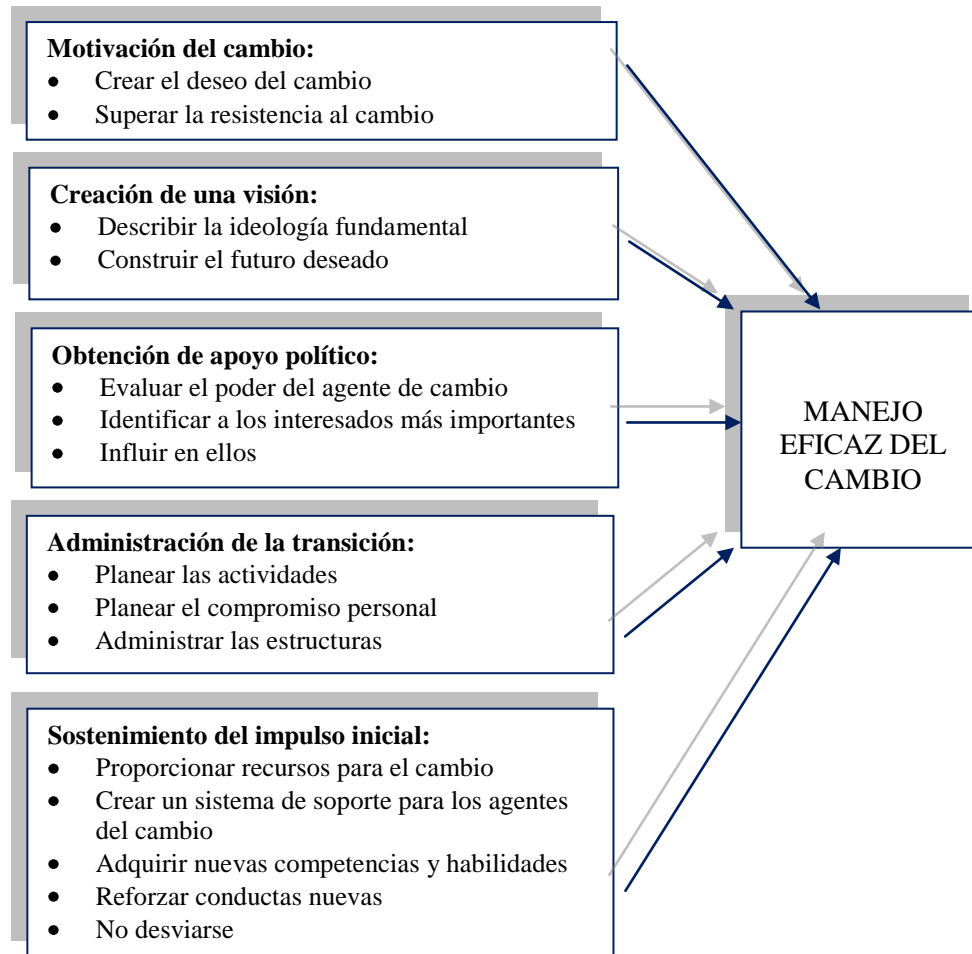 Motivación del cambio:
• Crear el deseo del cambio
• Superar la resistencia al cambio
Creación de una visión:
• Describir la ideología fundamental
• Construir el futuro deseado
Obtención de apoyo político:
• Evaluar el poder del agente de cambio
• Identificar a los interesados más importantes
• Influir en ellos
Administración de la transición:
• Planear las actividades
• Planear el compromiso personal
• Administrar las estructuras
Sostenimiento del impulso inicial:
• Proporcionar recursos para el cambio
• Crear un sistema de soporte para los agentes
del cambio
• Adquirir nuevas competencias y habilidades
• Reforzar conductas nuevas
• No desviarse
MANEJO
EFICAZ DEL
CAMBIO